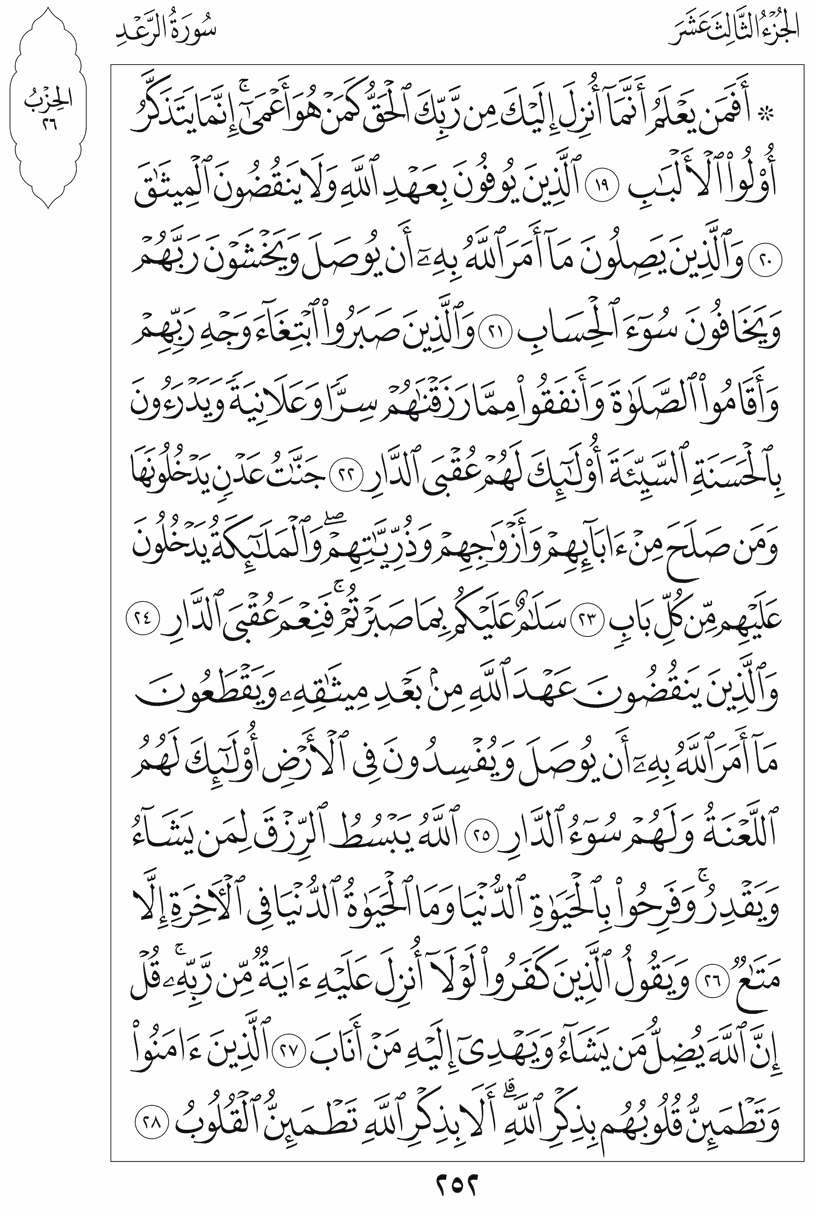 الجُزْءُ الثَّالِثَ عَشَرَ
سُورَةُ الرَّعْدِ
الحِزْبُ
٢٦
۞ أَفَمَن يَعْلَمُ أَنَّمَآ أُنزِلَ إِلَيْكَ مِن رَّبِّكَ ٱلْحَقُّ كَمَنْ هُوَ أَعْمَىٰٓ ۚ إِنَّمَا يَتَذَكَّرُ
أُو۟لُوا۟ ٱلْأَلْبَـٰبِ ١٩ ٱلَّذِينَ يُوفُونَ بِعَهْدِ ٱللَّهِ وَلَا يَنقُضُونَ ٱلْمِيثَـٰقَ
٢٠ وَٱلَّذِينَ يَصِلُونَ مَآ أَمَرَ ٱللَّهُ بِهِۦٓ أَن يُوصَلَ وَيَخْشَوْنَ رَبَّهُمْ
وَيَخَافُونَ سُوٓءَ ٱلْحِسَابِ ٢١ وَٱلَّذِينَ صَبَرُوا۟ ٱبْتِغَآءَ وَجْهِ رَبِّهِمْ
وَأَقَامُوا۟ ٱلصَّلَوٰةَ وَأَنفَقُوا۟ مِمَّا رَزَقْنَـٰهُمْ سِرًّا وَعَلَانِيَةً وَيَدْرَءُونَ
بِٱلْحَسَنَةِ ٱلسَّيِّئَةَ أُو۟لَـٰٓئِكَ لَهُمْ عُقْبَى ٱلدَّارِ ٢٢ جَنَّـٰتُ عَدْنٍ يَدْخُلُونَهَا
وَمَن صَلَحَ مِنْ ءَابَآئِهِمْ وَأَزْوَٰجِهِمْ وَذُرِّيَّـٰتِهِمْ ۖ وَٱلْمَلَـٰٓئِكَةُ يَدْخُلُونَ
عَلَيْهِم مِّن كُلِّ بَابٍ ٢٣ سَلَـٰمٌ عَلَيْكُم بِمَا صَبَرْتُمْ ۚ فَنِعْمَ عُقْبَى ٱلدَّارِ ٢٤
وَٱلَّذِينَ يَنقُضُونَ عَهْدَ ٱللَّهِ مِنۢ بَعْدِ مِيثَـٰقِهِۦ وَيَقْطَعُونَ
مَآ أَمَرَ ٱللَّهُ بِهِۦٓ أَن يُوصَلَ وَيُفْسِدُونَ فِى ٱلْأَرْضِ أُو۟لَـٰٓئِكَ لَهُمُ
ٱللَّعْنَةُ وَلَهُمْ سُوٓءُ ٱلدَّارِ ٢٥ ٱللَّهُ يَبْسُطُ ٱلرِّزْقَ لِمَن يَشَآءُ
وَيَقْدِرُ ۚ وَفَرِحُوا۟ بِٱلْحَيَوٰةِ ٱلدُّنْيَا وَمَا ٱلْحَيَوٰةُ ٱلدُّنْيَا فِى ٱلْـَٔاخِرَةِ إِلَّا
مَتَـٰعٌ ٢٦ وَيَقُولُ ٱلَّذِينَ كَفَرُوا۟ لَوْلَآ أُنزِلَ عَلَيْهِ ءَايَةٌ مِّن رَّبِّهِۦ ۗ قُلْ
إِنَّ ٱللَّهَ يُضِلُّ مَن يَشَآءُ وَيَهْدِىٓ إِلَيْهِ مَنْ أَنَابَ ٢٧ ٱلَّذِينَ ءَامَنُوا۟
وَتَطْمَئِنُّ قُلُوبُهُم بِذِكْرِ ٱللَّهِ ۗ أَلَا بِذِكْرِ ٱللَّهِ تَطْمَئِنُّ ٱلْقُلُوبُ ٢٨
٢٥٢